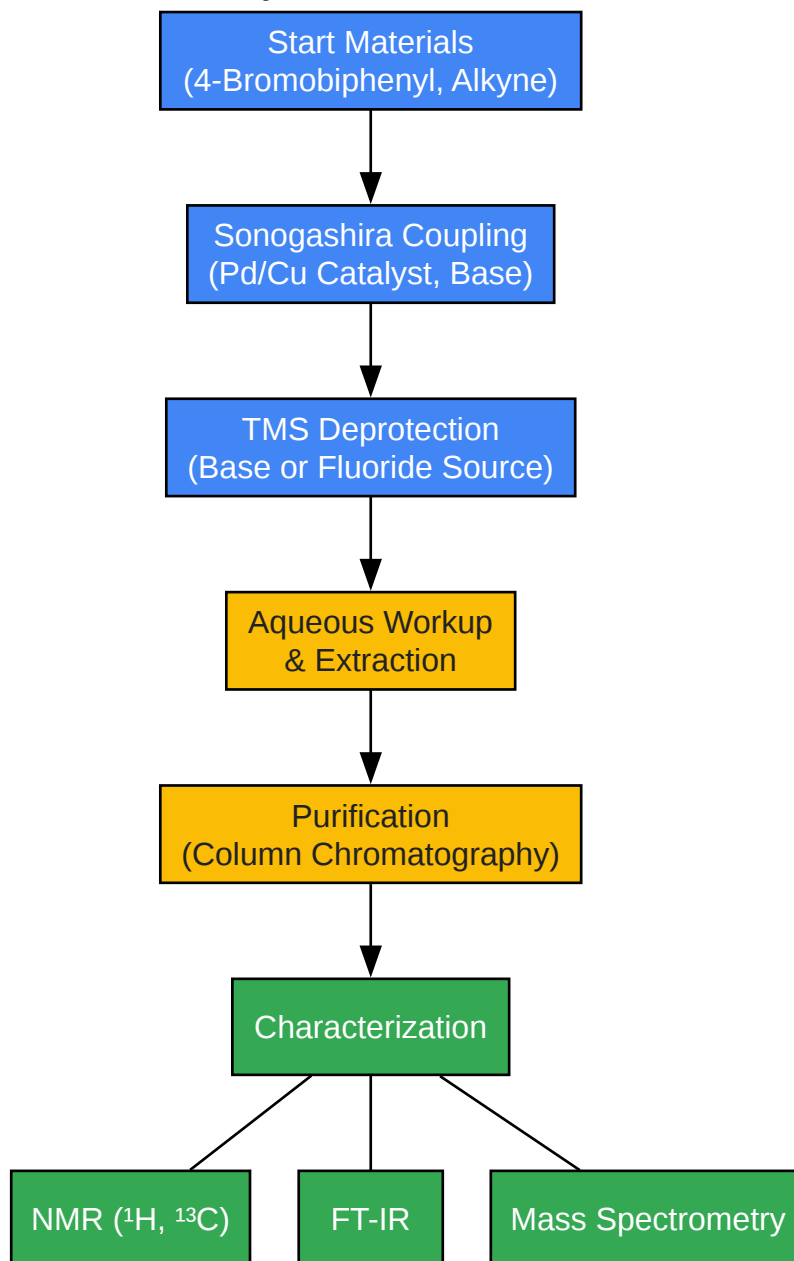 Start Materials
(4-Bromobiphenyl, Alkyne)
Sonogashira Coupling
(Pd/Cu Catalyst, Base)
TMS Deprotection
(Base or Fluoride Source)
Aqueous Workup
& Extraction
Purification
(Column Chromatography)
Characterization
NMR (¹H, ¹³C)
FT-IR
Mass Spectrometry